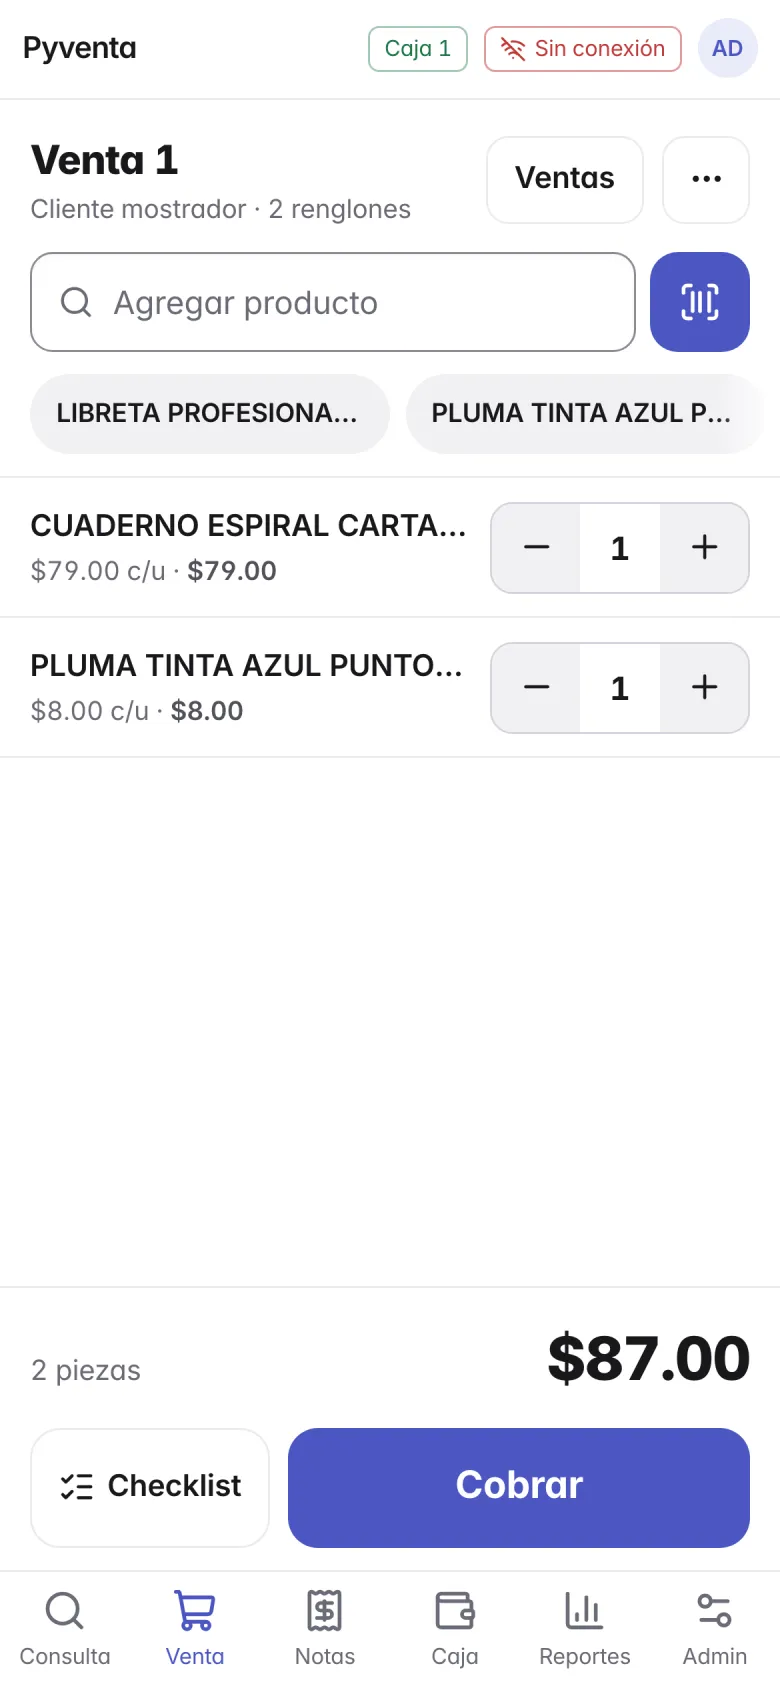 Pyventa
Caja 1
Sin conexión
AD
Venta 1
Cliente mostrador · 2 renglones
Ventas
...
Agregar producto
LIBRETA PROFESIONA...
PLUMA TINTA AZUL P...
CUADERNO ESPIRAL CARTA...
$79.00 c/u · $79.00
− 1 +
PLUMA TINTA AZUL PUNTO...
$8.00 c/u · $8.00
− 1 +
2 piezas
$87.00
Checklist
Cobrar
Consulta
Venta
Notas
Caja
Reportes
Admin